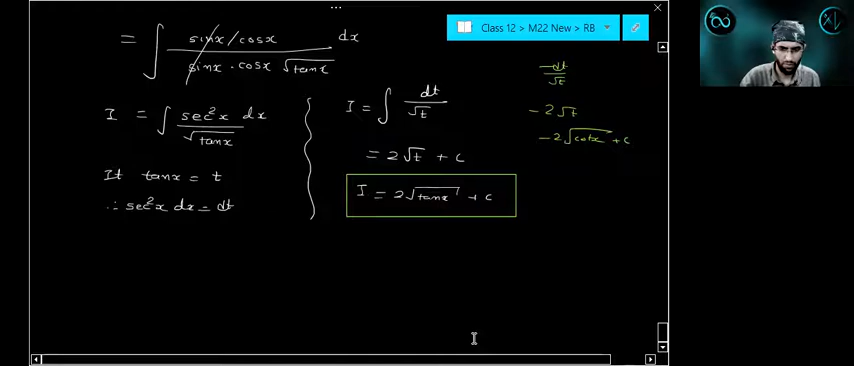 Class 12 > M22 New > RB
= ∫ (sinx / cosx) / (sinx . cosx √tanx) dx
I = ∫ sec²x / √tanx dx
It tanx = t
∴ sec²x dx = dt
I = ∫ dt / √t
= 2√t + c
I = 2√tanx + c
-dt / √t
- 2√t
- 2√cotx + c